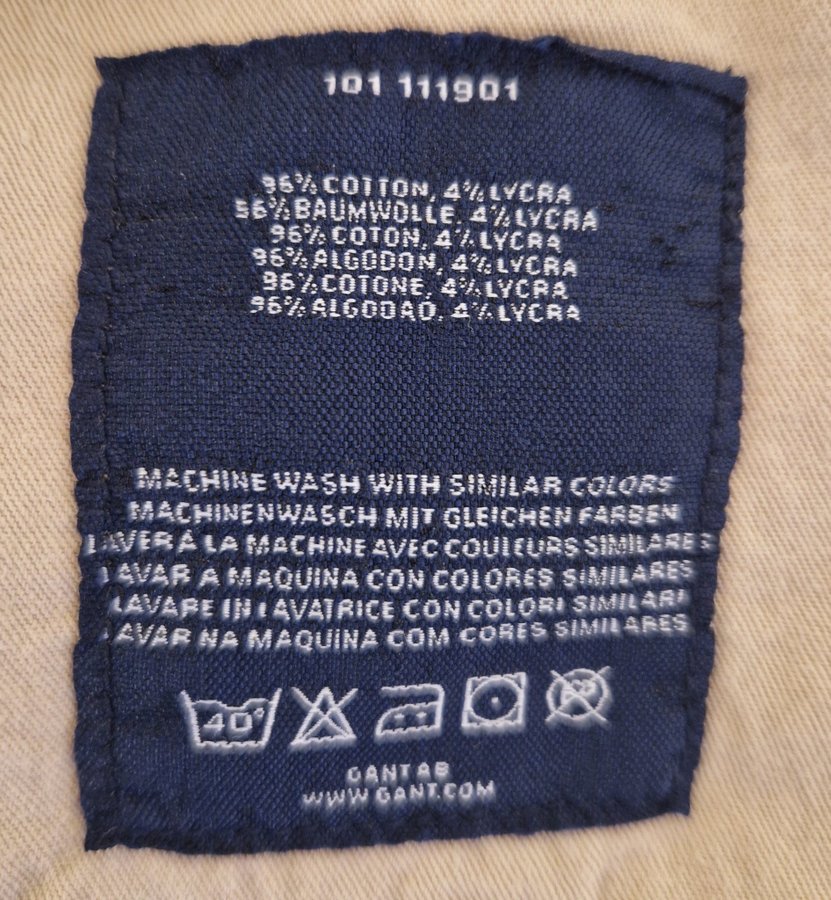 101 111901
96% COTTON, 4% LYCRA
96% BAUMWOLLE, 4% LYCRA
96% COTON, 4% LYCRA
96% ALGODON, 4% LYCRA
96% COTONE, 4% LYCRA
96% ALGODAO, 4% LYCRA
MACHINE WASH WITH SIMILAR COLORS
MACHINENWASCH MIT GLEICHEN FARBEN
LAVER A LA MACHINE AVEC COULEURS SIMILARES
LAVAR A MAQUINA CON COLORES SIMILARES
LAVARE IN LAVATRICE CON COLORI SIMILARI
LAVAR NA MAQUINA COM CORES SIMILARES
40°
GANT AB
WWW GANT.COM